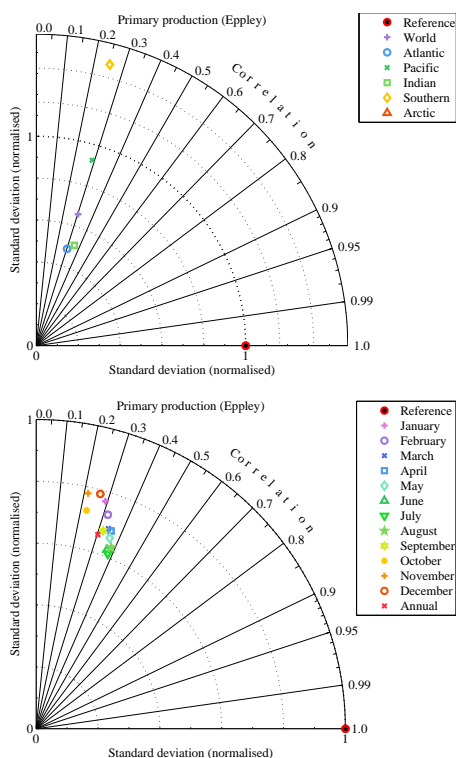 Primary production (Eppley)
0.0 0.1 0.2 0.3 0.4 0.5 0.6 0.7 0.8 0.9 0.95 0.99 1.0
Correlation
Standard deviation (normalised)
1
0
0 1
Standard deviation (normalised)
Reference
World
Atlantic
Pacific
Indian
Southern
Arctic
Primary production (Eppley)
0.0 0.1 0.2 0.3 0.4 0.5 0.6 0.7 0.8 0.9 0.95 0.99 1.0
Correlation
Standard deviation (normalised)
1
0
0 1
Standard deviation (normalised)
Reference
January
February
March
April
May
June
July
August
September
October
November
December
Annual